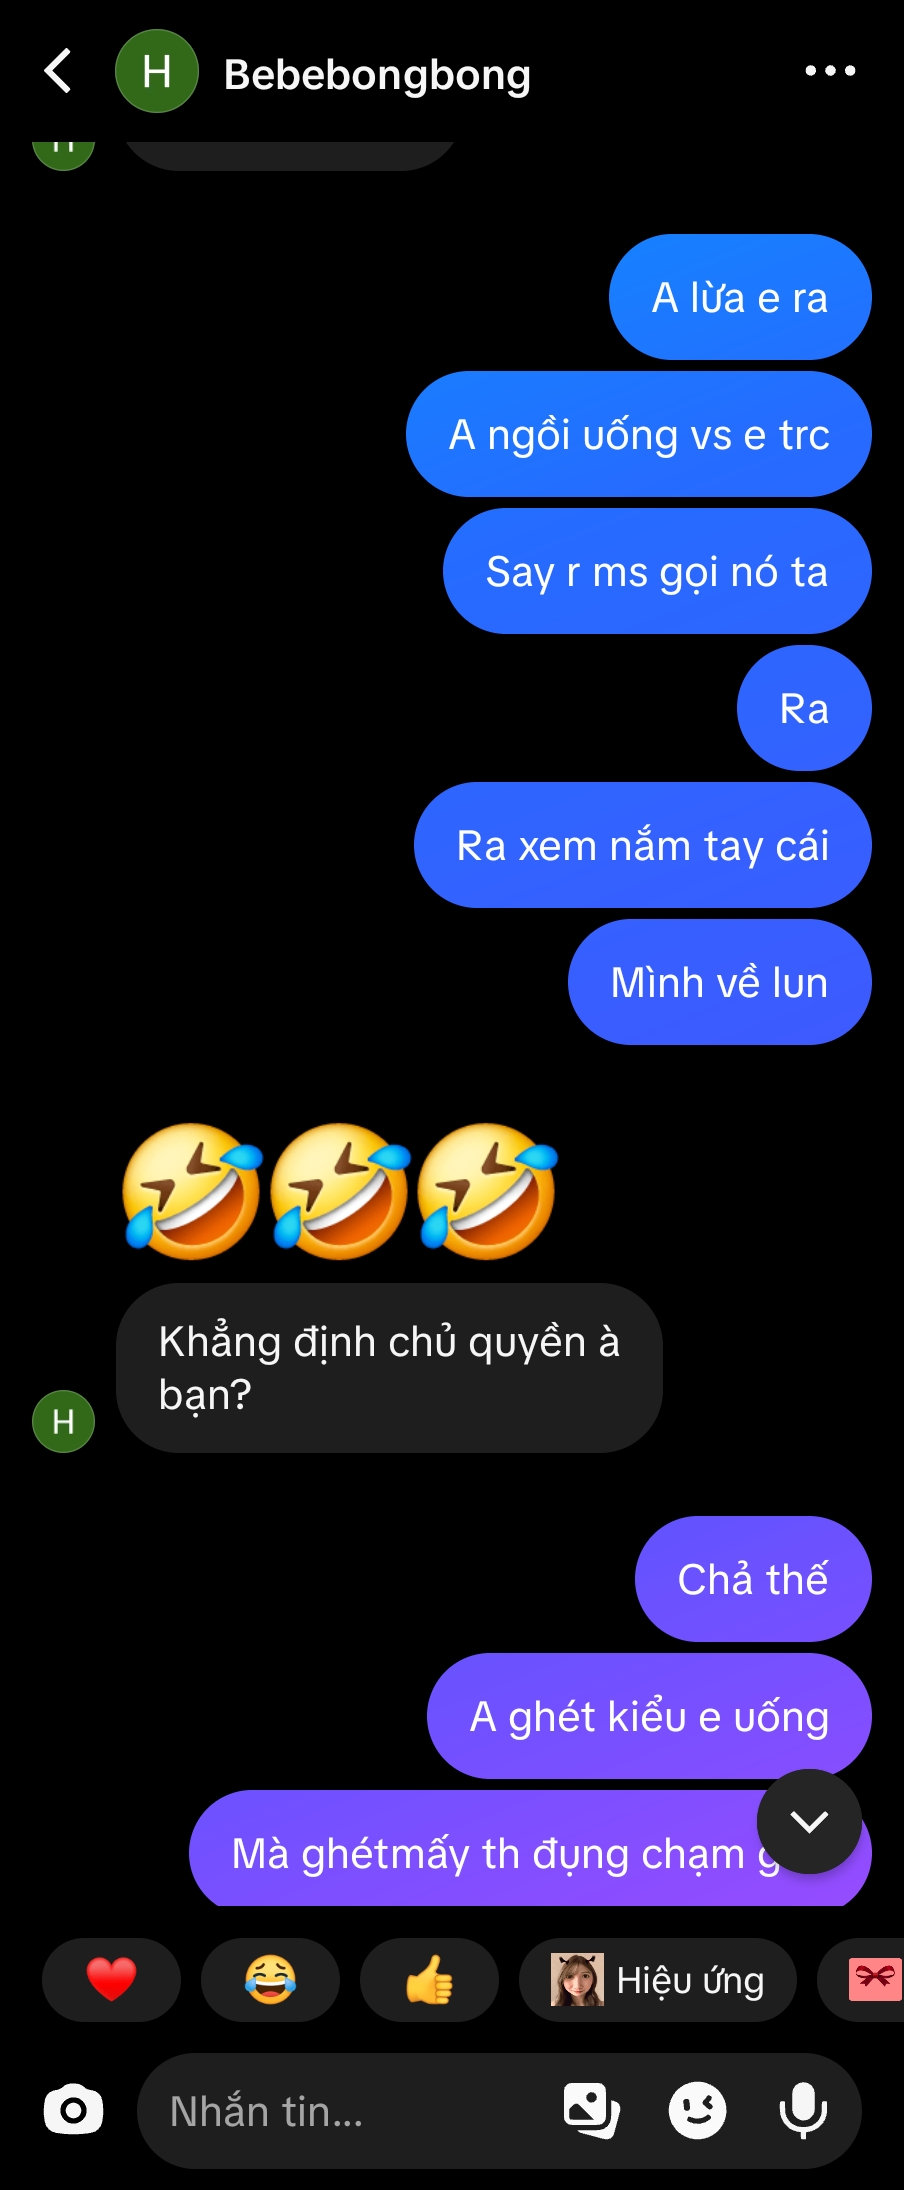 H Bebebongbong
A lừa e ra
A ngồi uống vs e trc
Say r ms gọi nó ta
Ra
Ra xem nắm tay cái
Mình về lun
Khẳng định chủ quyền à
bạn?
H
Chả thế
A ghét kiểu e uống
Mà ghétmấy th đụng chạm
Hiệu ứng
Nhắn tin...